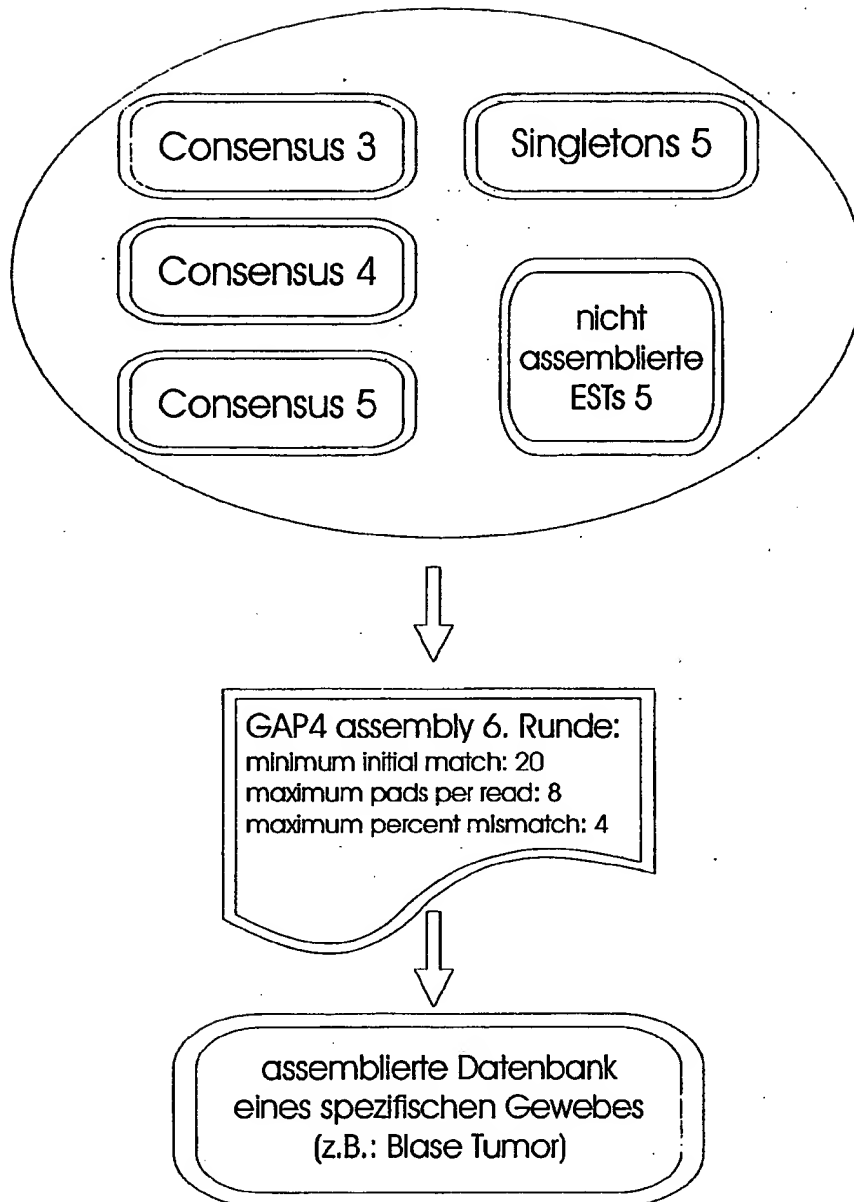 Consensus 3
Singletons 5
Consensus 4
nicht
assemblierte
ESTs 5
Consensus 5
GAP4 assembly 6. Runde:
minimum initial match: 20
maximum pads per read: 8
maximum percent mismatch: 4
assemblierte Datenbank
eines spezifischen Gewebes
(z.B.: Blase Tumor)